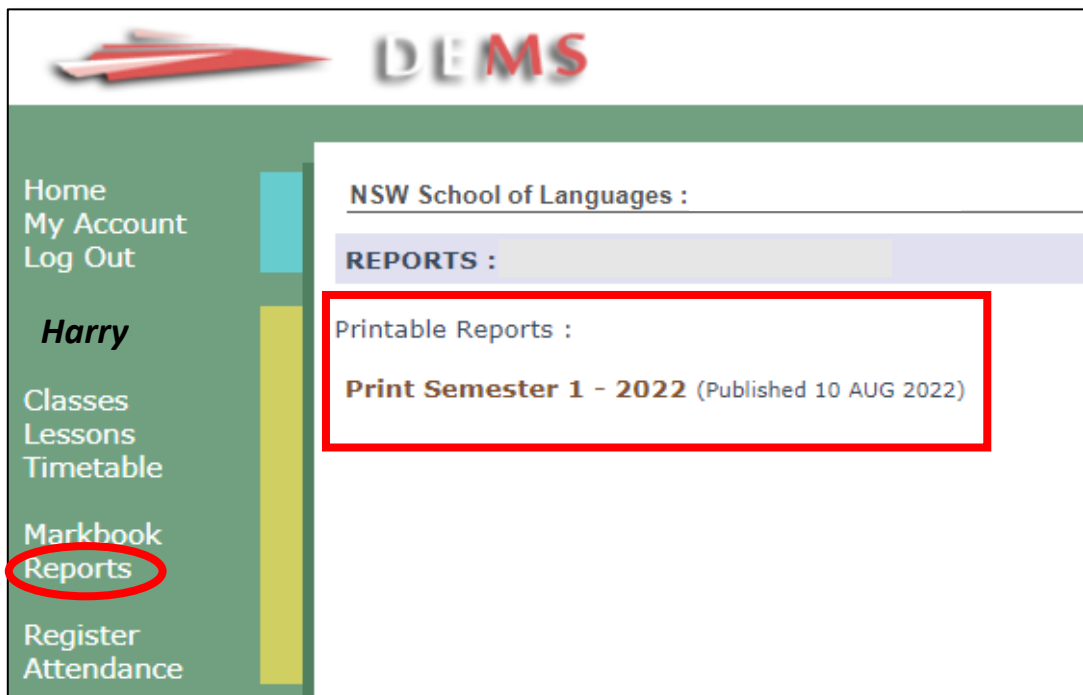 DEMS
Home
My Account
Log Out
Harry
Classes
Lessons
Timetable
Markbook
Reports
Register
Attendance
NSW School of Languages :
REPORTS :
Printable Reports :
Print Semester 1 - 2022 (Published 10 AUG 2022)